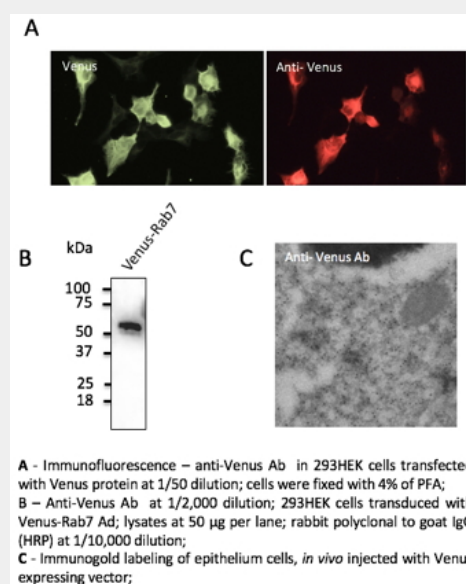 A
Venus
Anti- Venus
B
kDa
Venus-Rab7
100
75
50
37
25
18
C
Anti- Venus Ab
A - Immunofluorescence – anti-Venus Ab in 293HEK cells transfected
with Venus protein at 1/50 dilution; cells were fixed with 4% of PFA;
B – Anti-Venus Ab at 1/2,000 dilution; 293HEK cells transduced with
Venus-Rab7 Ad; lysates at 50 µg per lane; rabbit polyclonal to goat IgG
(HRP) at 1/10,000 dilution;
C - Immunogold labeling of epithelium cells, in vivo injected with Venus
expressing vector;